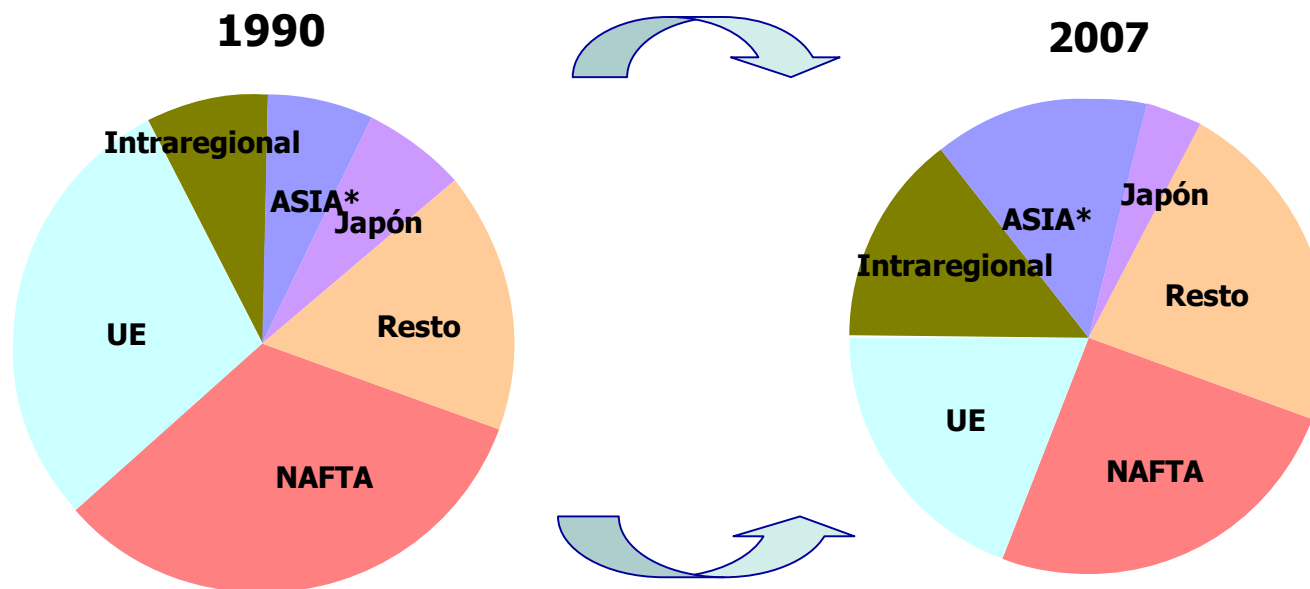 1990
Intraregional
ASIA*
Japón
UE
Resto
NAFTA
2007
Japón
ASIA*
Intraregional
Resto
UE
NAFTA